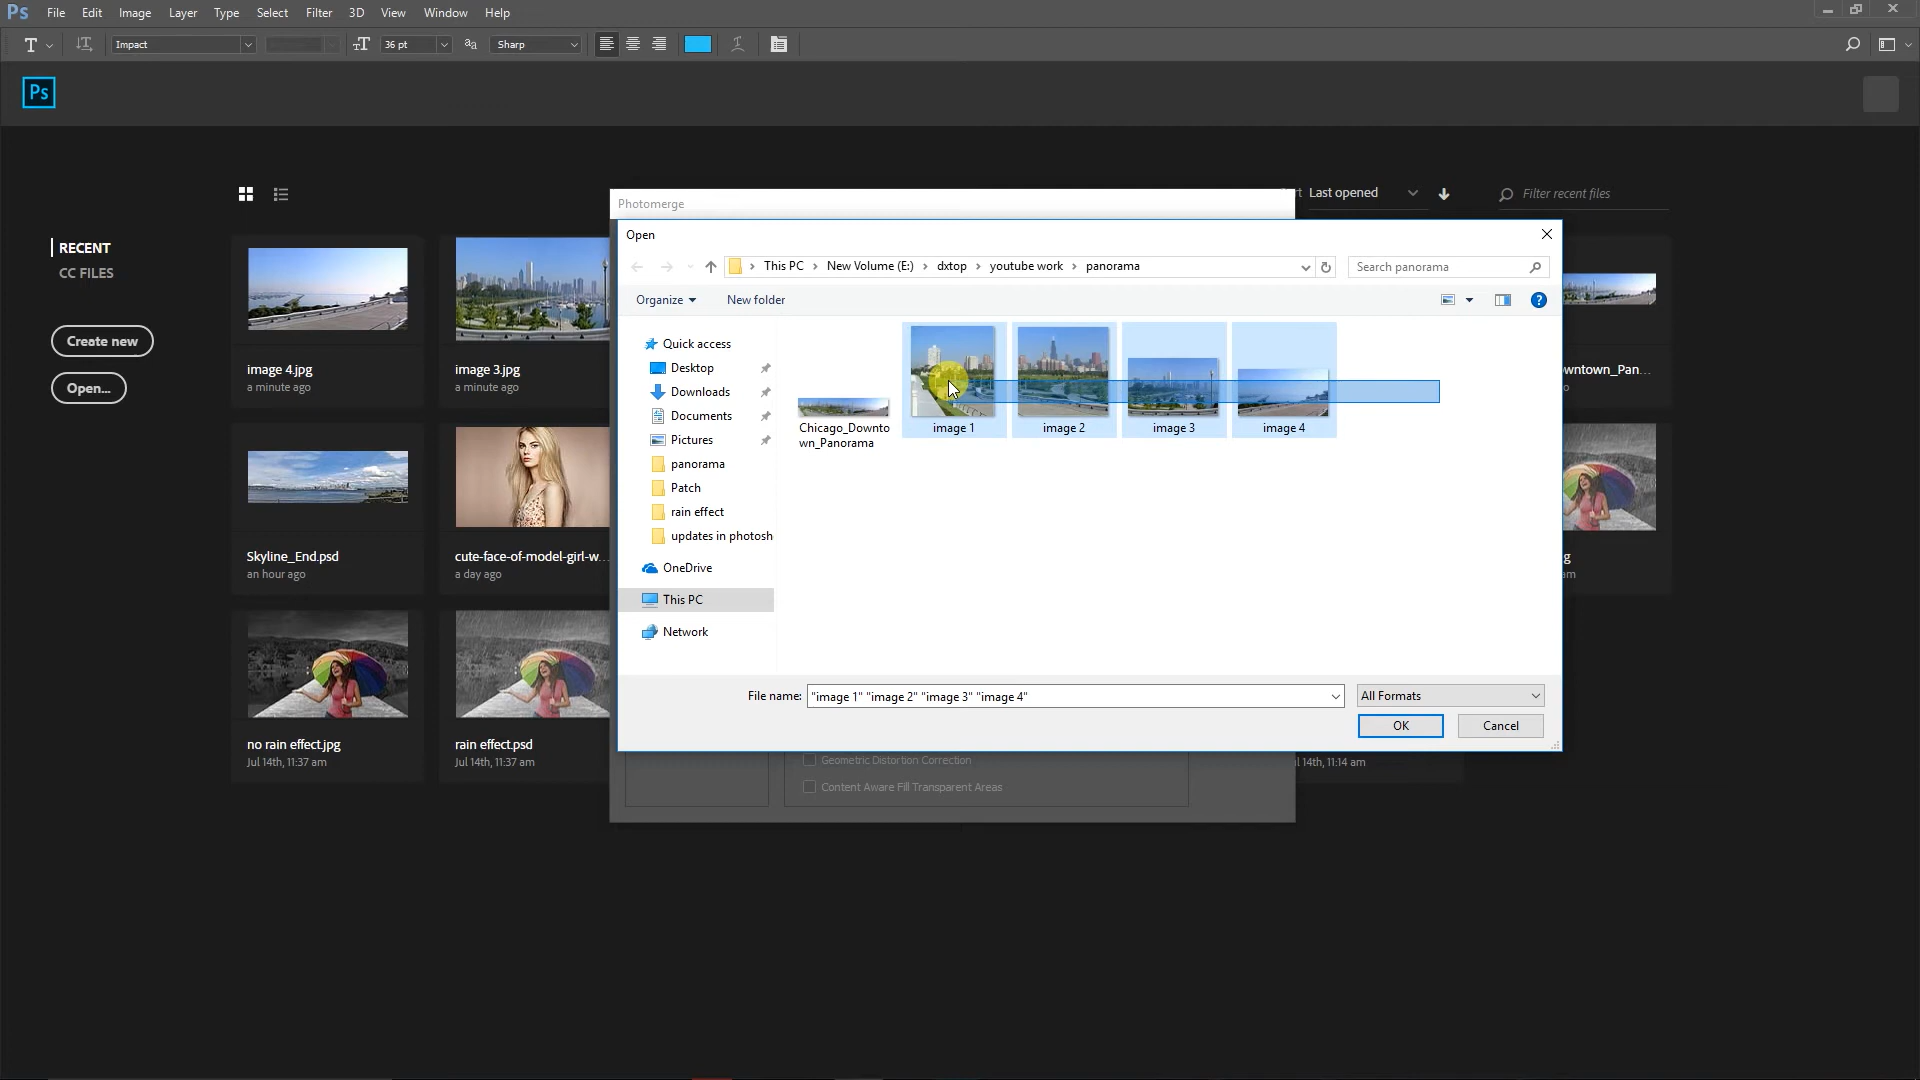 Ps File Edit Image Layer Type Select Filter 3D View Window Help
T Impact 36 pt Sharp
Ps
Photomerge
Last opened
Filter recent files
RECENT
CC FILES
Create new
Open...
image 4.jpg
a minute ago
image 3.jpg
a minute ago
Skyline_End.psd
an hour ago
cute-face-of-model-girl-w...
a day ago
no rain effect.jpg
Jul 14th, 11:37 am
rain effect.psd
Jul 14th, 11:37 am
owntown_Pan...
Open
This PC New Volume (E:) dxtop youtube work panorama
Search panorama
Organize New folder
Quick access
Desktop
Downloads
Documents
Pictures
panorama
Patch
rain effect
updates in photosh
OneDrive
This PC
Network
Chicago_Downto
wn_Panorama
image 1
image 2
image 3
image 4
File name: "image 1" "image 2" "image 3" "image 4"
All Formats
OK
Cancel
Geometric Distortion Correction
Content Aware Fill Transparent Areas
l 14th, 11:14 am